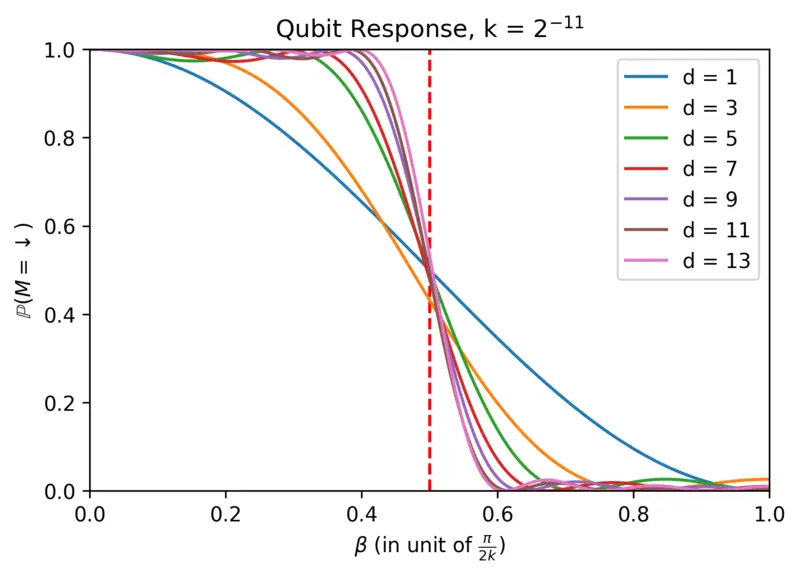 Qubit Response, k = 2⁻¹¹
ℙ(M = ↓)
1.0
0.8
0.6
0.4
0.2
0.0
d = 1
d = 3
d = 5
d = 7
d = 9
d = 11
d = 13
0.0 0.2 0.4 0.6 0.8 1.0
β (in unit of π/2k)